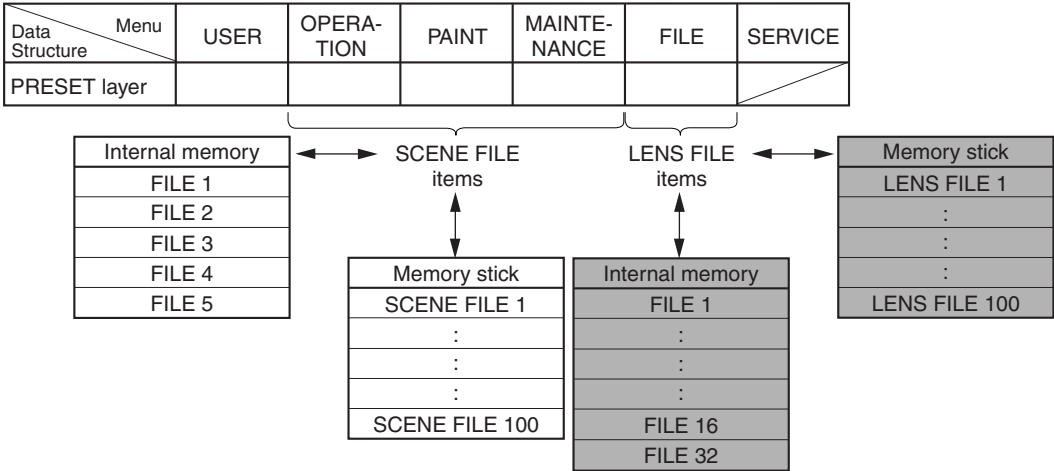 Data Structure
Menu
USER
OPERA-
TION
PAINT
MAINTE-
NANCE
FILE
SERVICE
PRESET layer
Internal memory
FILE 1
FILE 2
FILE 3
FILE 4
FILE 5
SCENE FILE
items
LENS FILE
items
Memory stick
LENS FILE 1
:
:
:
LENS FILE 100
Memory stick
SCENE FILE 1
:
:
:
SCENE FILE 100
Internal memory
FILE 1
:
:
:
FILE 16
FILE 32